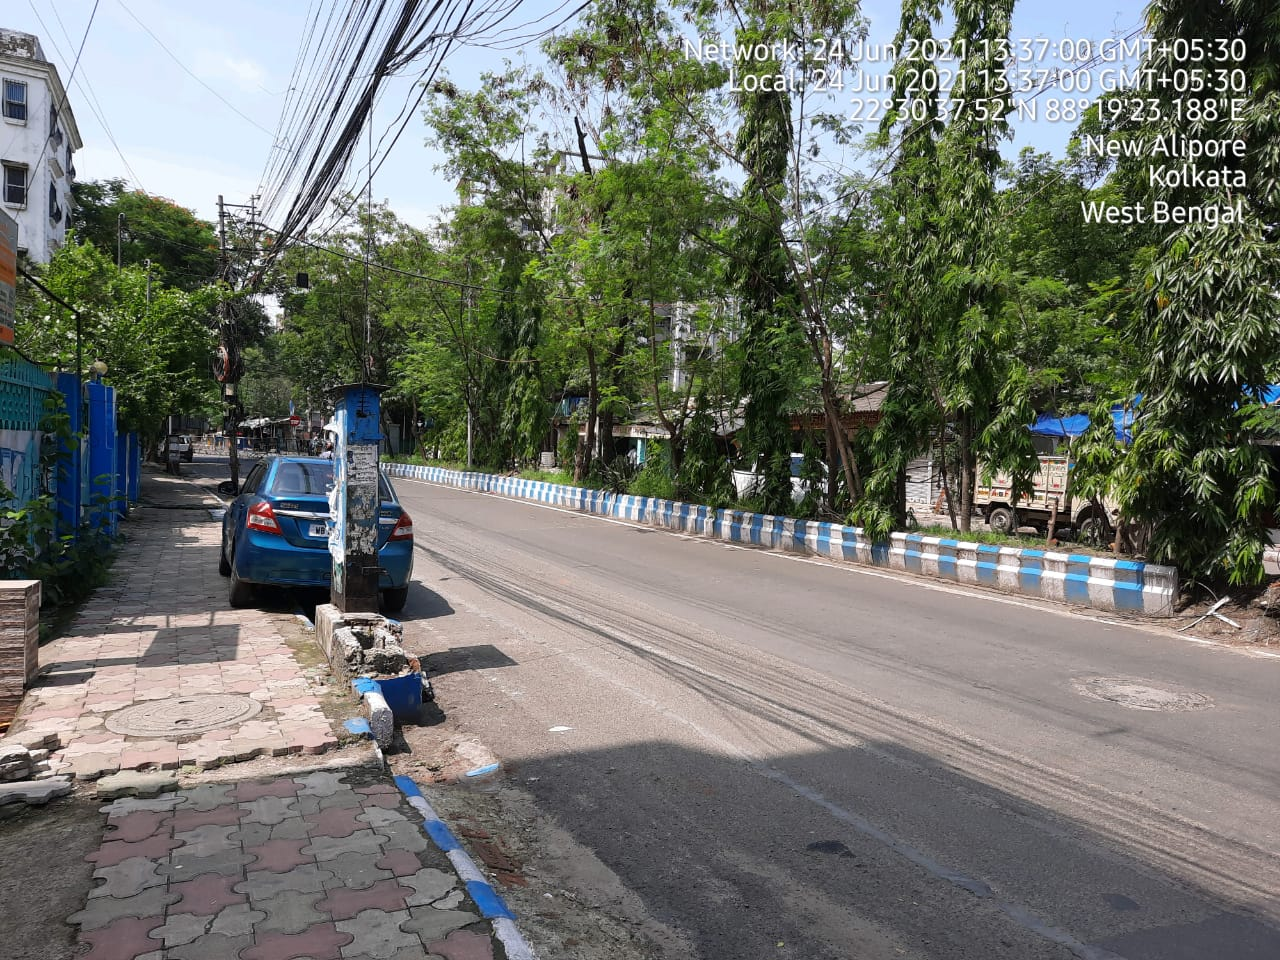 Network: 24 Jun 2021 13:37:00 GMT+05:30
Local: 24 Jun 2021 13:37:00 GMT+05:30
22°30'37.52"N 88°19'23.188"E
New Alipore
Kolkata
West Bengal
WB